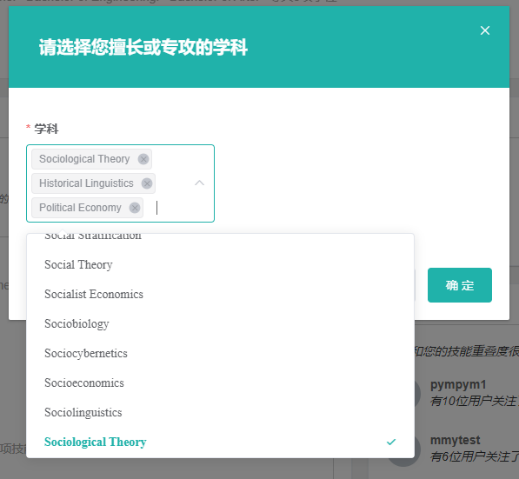 请选择您擅长或专攻的学科
* 学科
Sociological Theory
Historical Linguistics
Political Economy
Social Stratification
Social Theory
Socialist Economics
Sociobiology
Sociocybernetics
Socioeconomics
Sociolinguistics
Sociological Theory
确 定
和您的技能重叠度很
pympym1
有10位用户关注
mmytest
有6位用户关注了